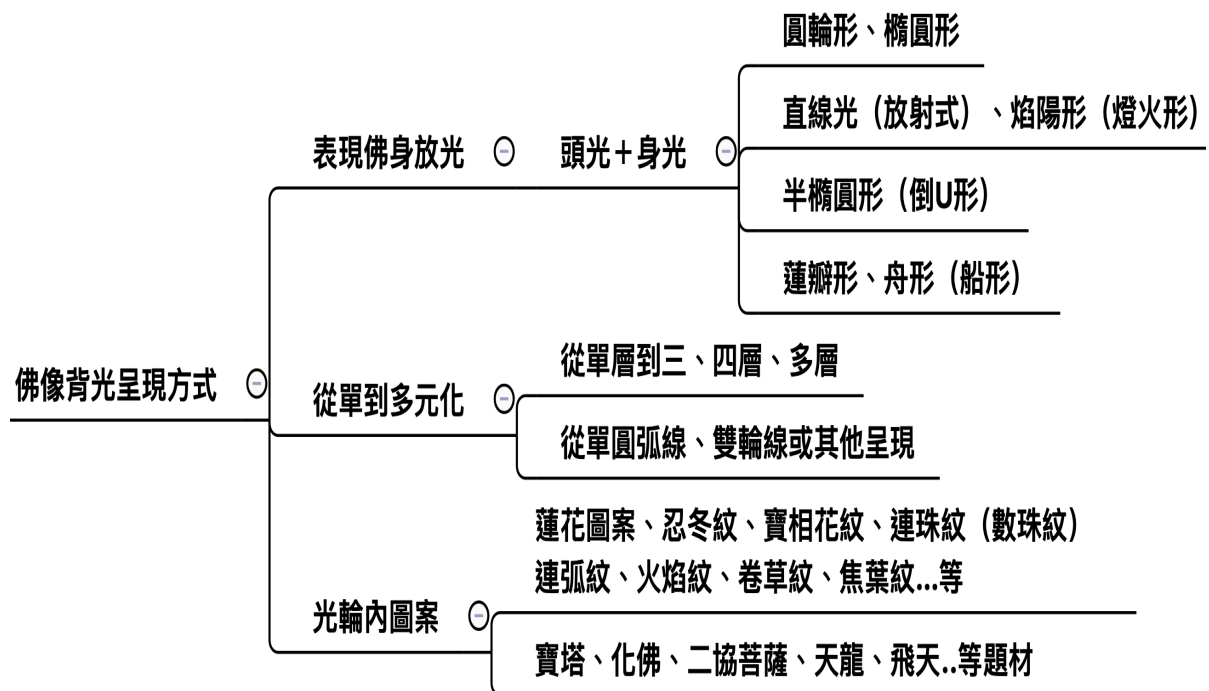 佛像背光呈現方式
表現佛身放光
頭光＋身光
圓輪形、橢圓形
直線光（放射式）、焰陽形（燈火形）
半橢圓形（倒U形）
蓮瓣形、舟形（船形）
從單到多元化
從單層到三、四層、多層
從單圓弧線、雙輪線或其他呈現
光輪內圖案
蓮花圖案、忍冬紋、寶相花紋、連珠紋（數珠紋）
連弧紋、火焰紋、卷草紋、焦葉紋...等
寶塔、化佛、二協菩薩、天龍、飛天..等題材